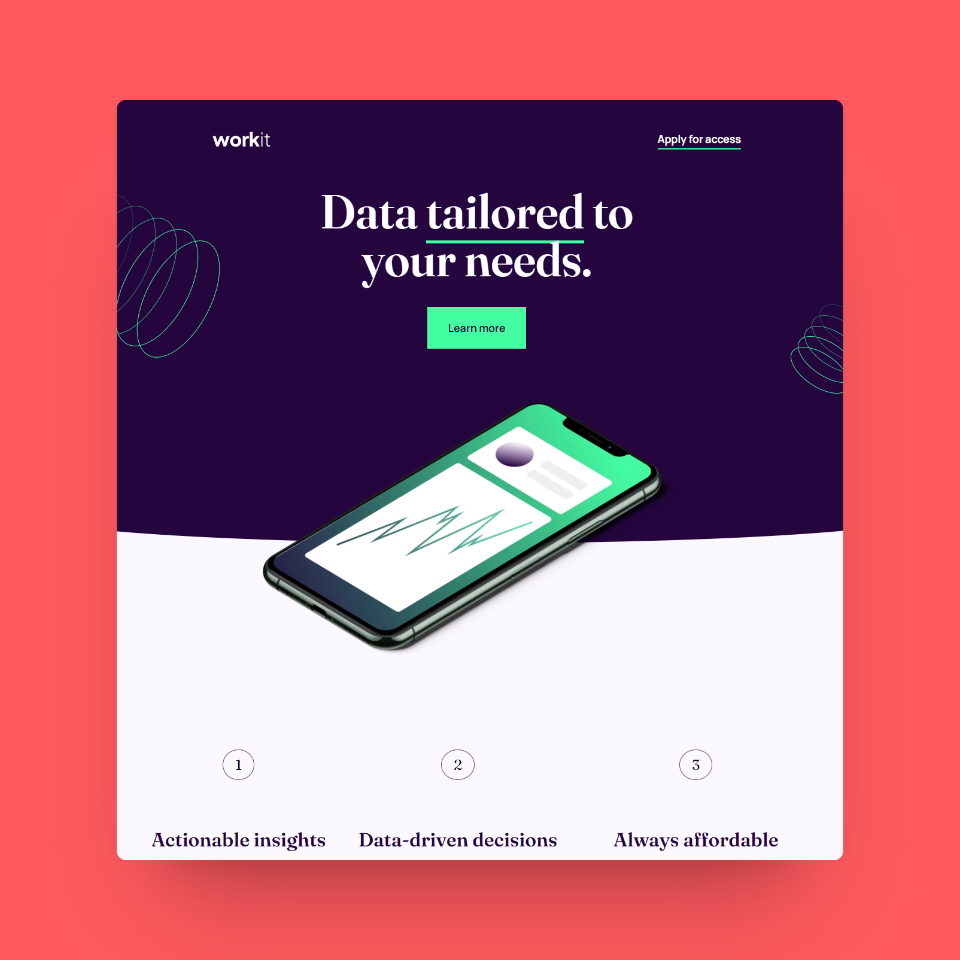 workit
Apply for access
Data tailored to
your needs.
Learn more
1
2
3
Actionable insights
Data-driven decisions
Always affordable